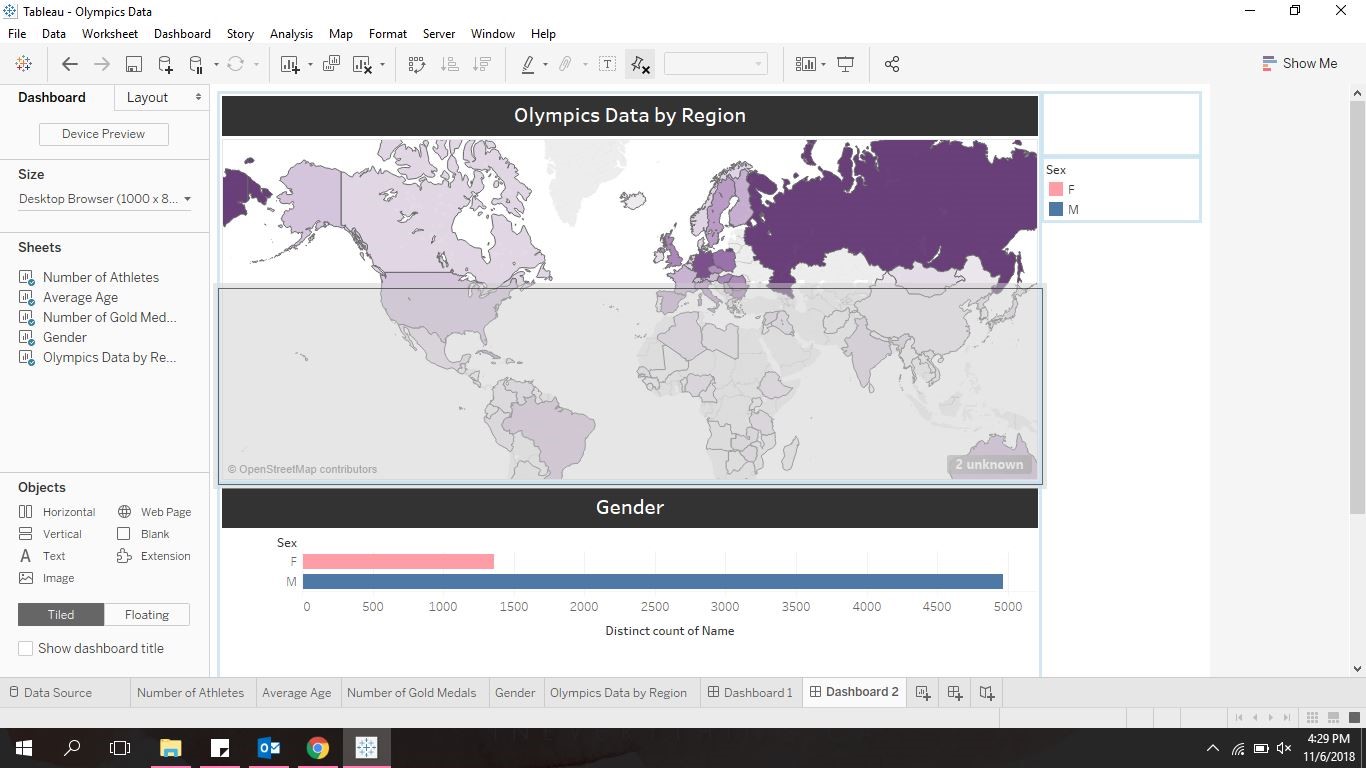 Tableau - Olympics Data
File Data Worksheet Dashboard Story Analysis Map Format Server Window Help
Show Me
Dashboard Layout
Device Preview
Size
Desktop Browser (1000 x 8...
Sheets
Number of Athletes
Average Age
Number of Gold Med...
Gender
Olympics Data by Re...
Objects
Horizontal Web Page
Vertical Blank
Text Extension
Image
Tiled Floating
Show dashboard title
Olympics Data by Region
© OpenStreetMap contributors
2 unknown
Gender
Sex
F
M
0 500 1000 1500 2000 2500 3000 3500 4000 4500 5000
Distinct count of Name
Sex
F
M
Data Source Number of Athletes Average Age Number of Gold Medals Gender Olympics Data by Region Dashboard 1 Dashboard 2
4:29 PM
11/6/2018